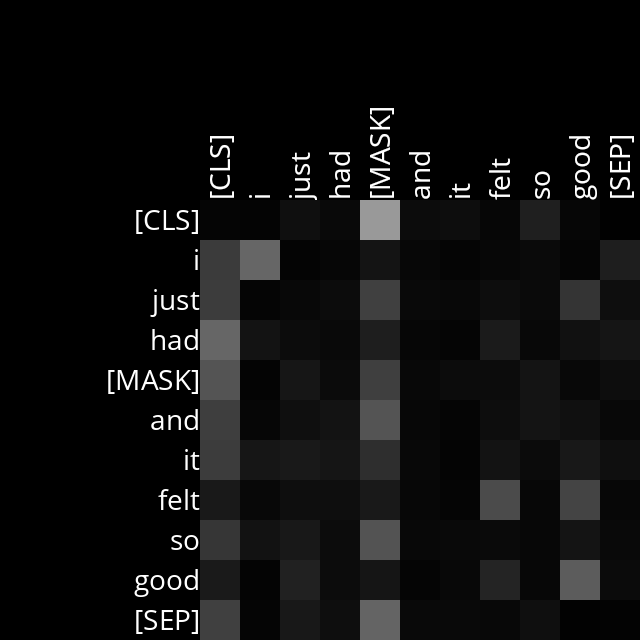 [CLS] i just had [MASK] and it felt so good [SEP]
[CLS]
i
just
had
[MASK]
and
it
felt
so
good
[SEP]